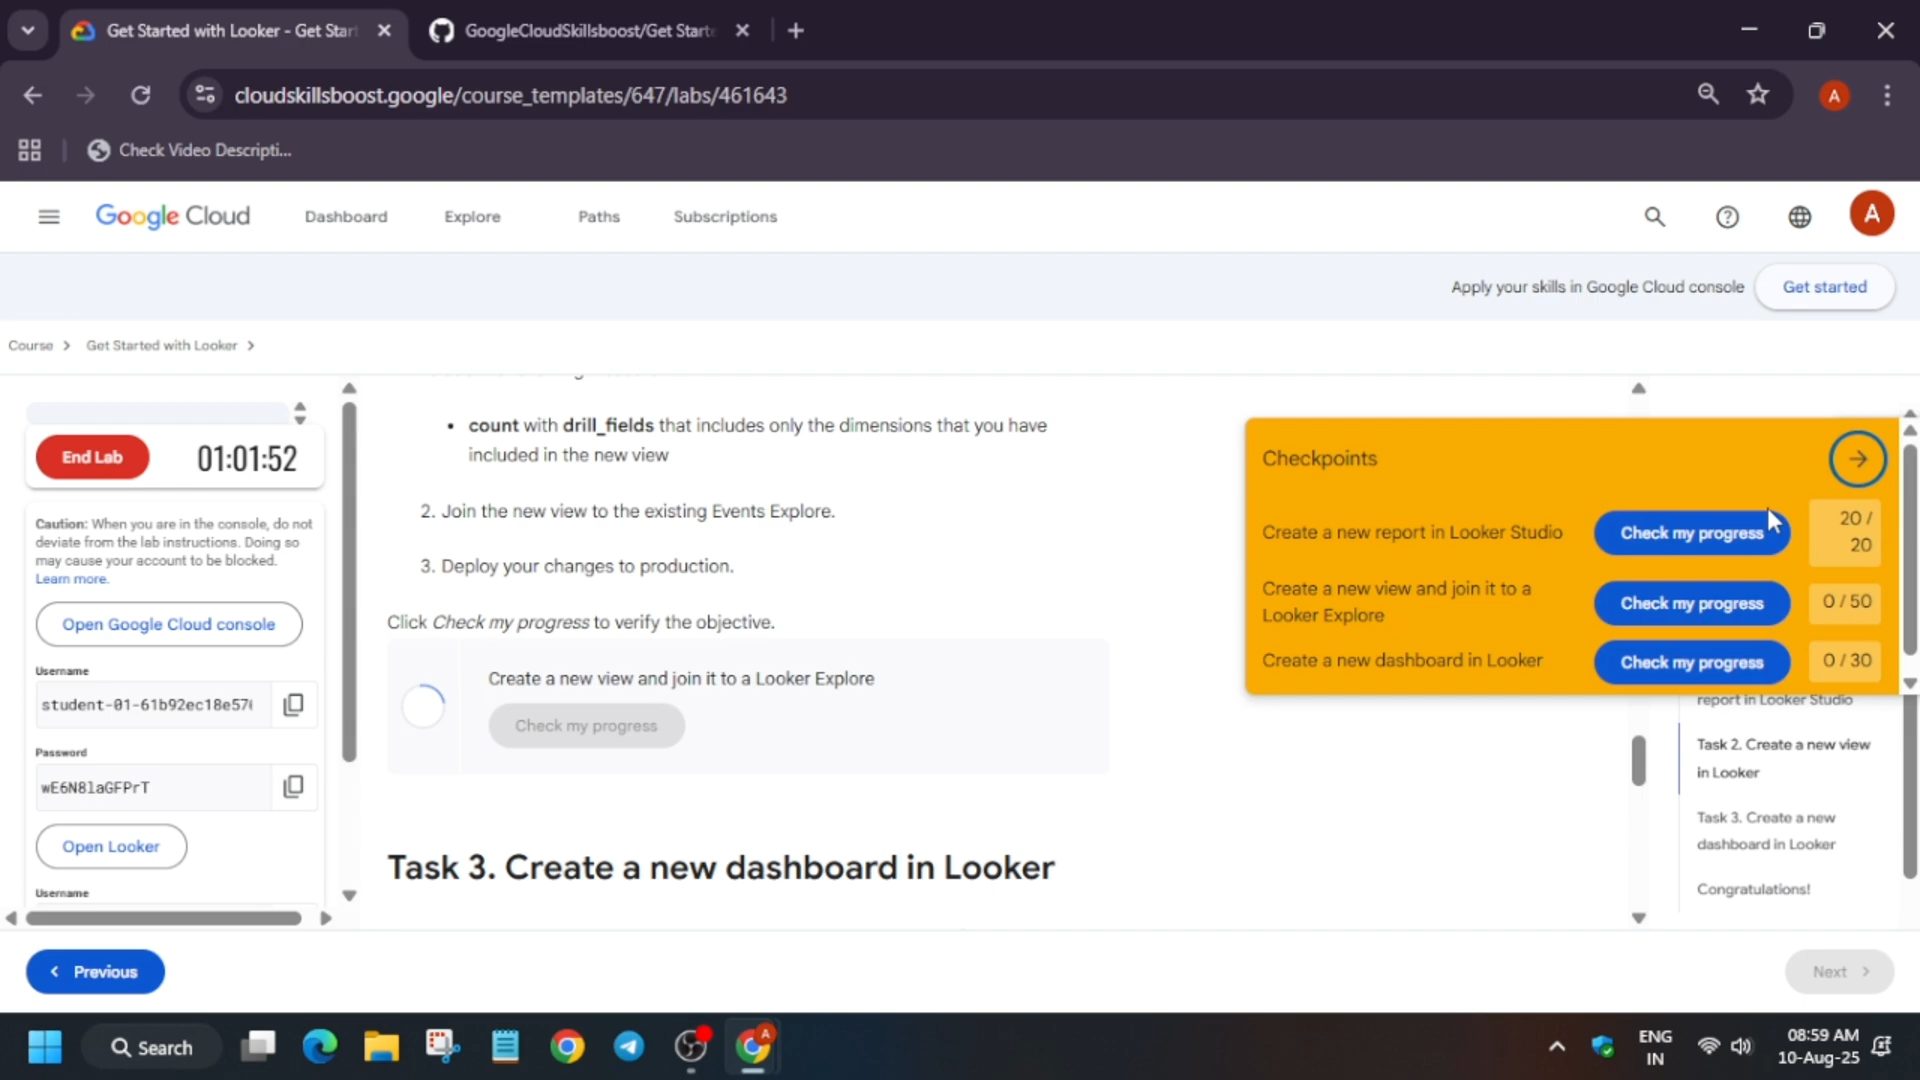 Get Started with Looker - Get Star
GoogleCloudSkillsboost/Get Start
cloudskillsboost.google/course_templates/647/labs/461643
A
Check Video Descripti...
Google Cloud
Dashboard
Explore
Paths
Subscriptions
A
Apply your skills in Google Cloud console
Get started
Course
Get Started with Looker
End Lab
01:01:52
Caution: When you are in the console, do not
deviate from the lab instructions. Doing so
may cause your account to be blocked.
Learn more.
Open Google Cloud console
Username
student-01-61b92ec18e57
Password
wE6N8laGFPrT
Open Looker
Username
• count with drill_fields that includes only the dimensions that you have
included in the new view
2. Join the new view to the existing Events Explore.
3. Deploy your changes to production.
Click Check my progress to verify the objective.
Create a new view and join it to a Looker Explore
Check my progress
Task 3. Create a new dashboard in Looker
Checkpoints
Create a new report in Looker Studio
Check my progress
20 /
20
Create a new view and join it to a
Looker Explore
Check my progress
0 / 50
Create a new dashboard in Looker
Check my progress
0 / 30
report in Looker Studio
Task 2. Create a new view
in Looker
Task 3. Create a new
dashboard in Looker
Congratulations!
Previous
Next
Search
A
ENG
IN
08:59 AM
10-Aug-25